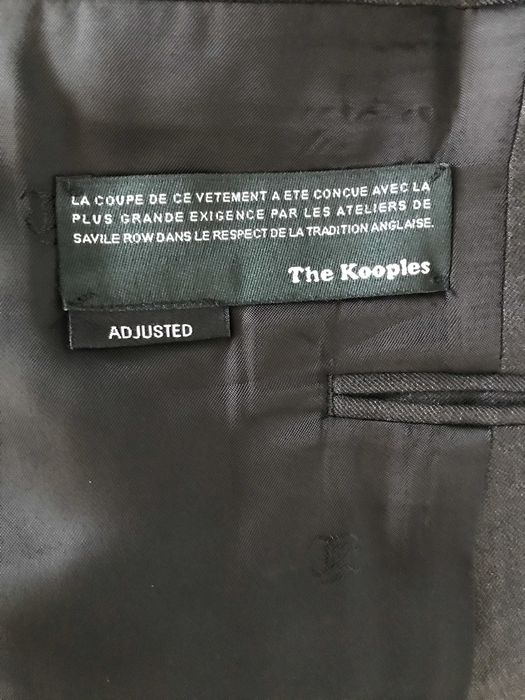 LA COUPE DE CE VETEMENT A ETE CONCUE AVEC LA
PLUS GRANDE EXIGENCE PAR LES ATELIERS DE
SAVILE ROW DANS LE RESPECT DE LA TRADITION ANGLAISE.
The Kooples
ADJUSTED